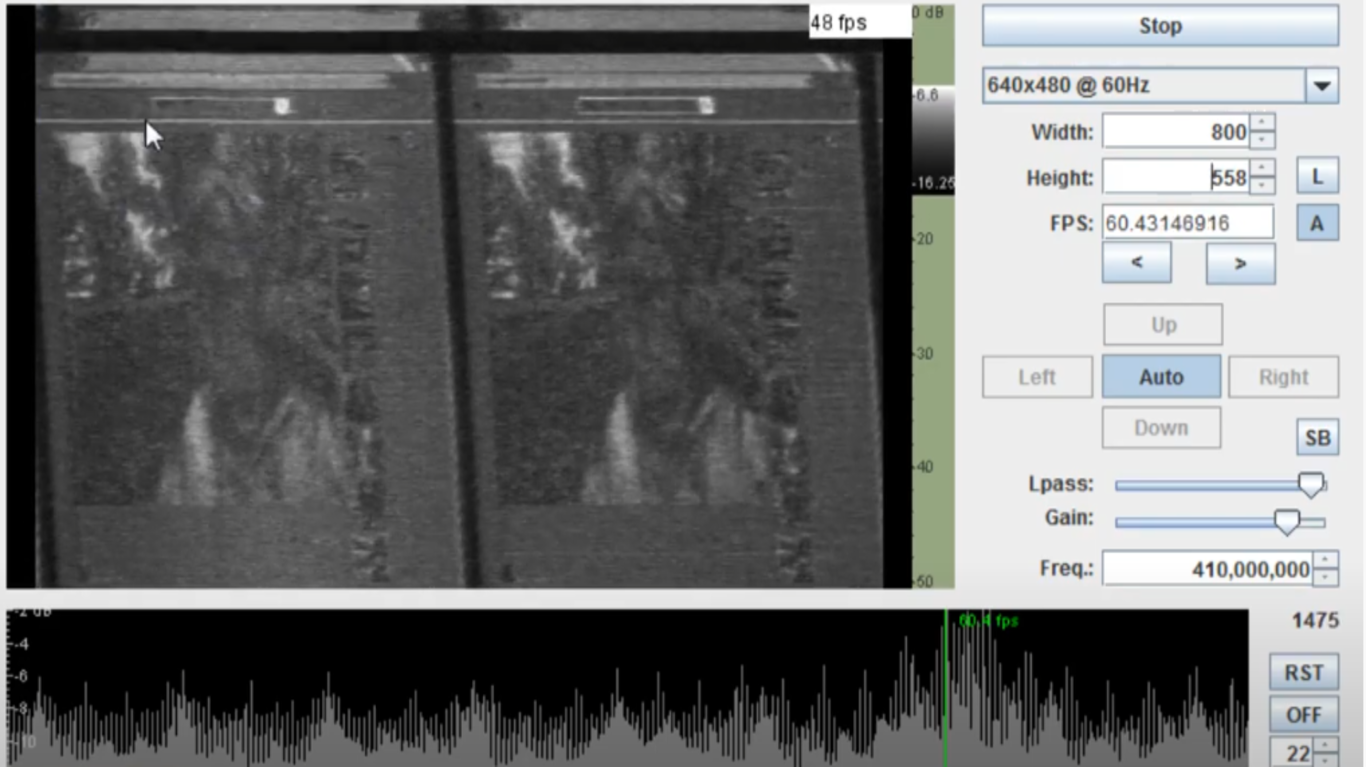 48 fps
0 dB
-6.6
-16.25
-20
-30
-40
-50
Stop
640x480 @ 60Hz
Width: 800
Height: 558
L
FPS: 60.43146916
A
< >
Up
Left Auto Right
Down
SB
Lpass:
Gain:
Freq.: 410,000,000
-2 dB
-4
-6
-8
-10
60.4 fps
1475
RST
OFF
22